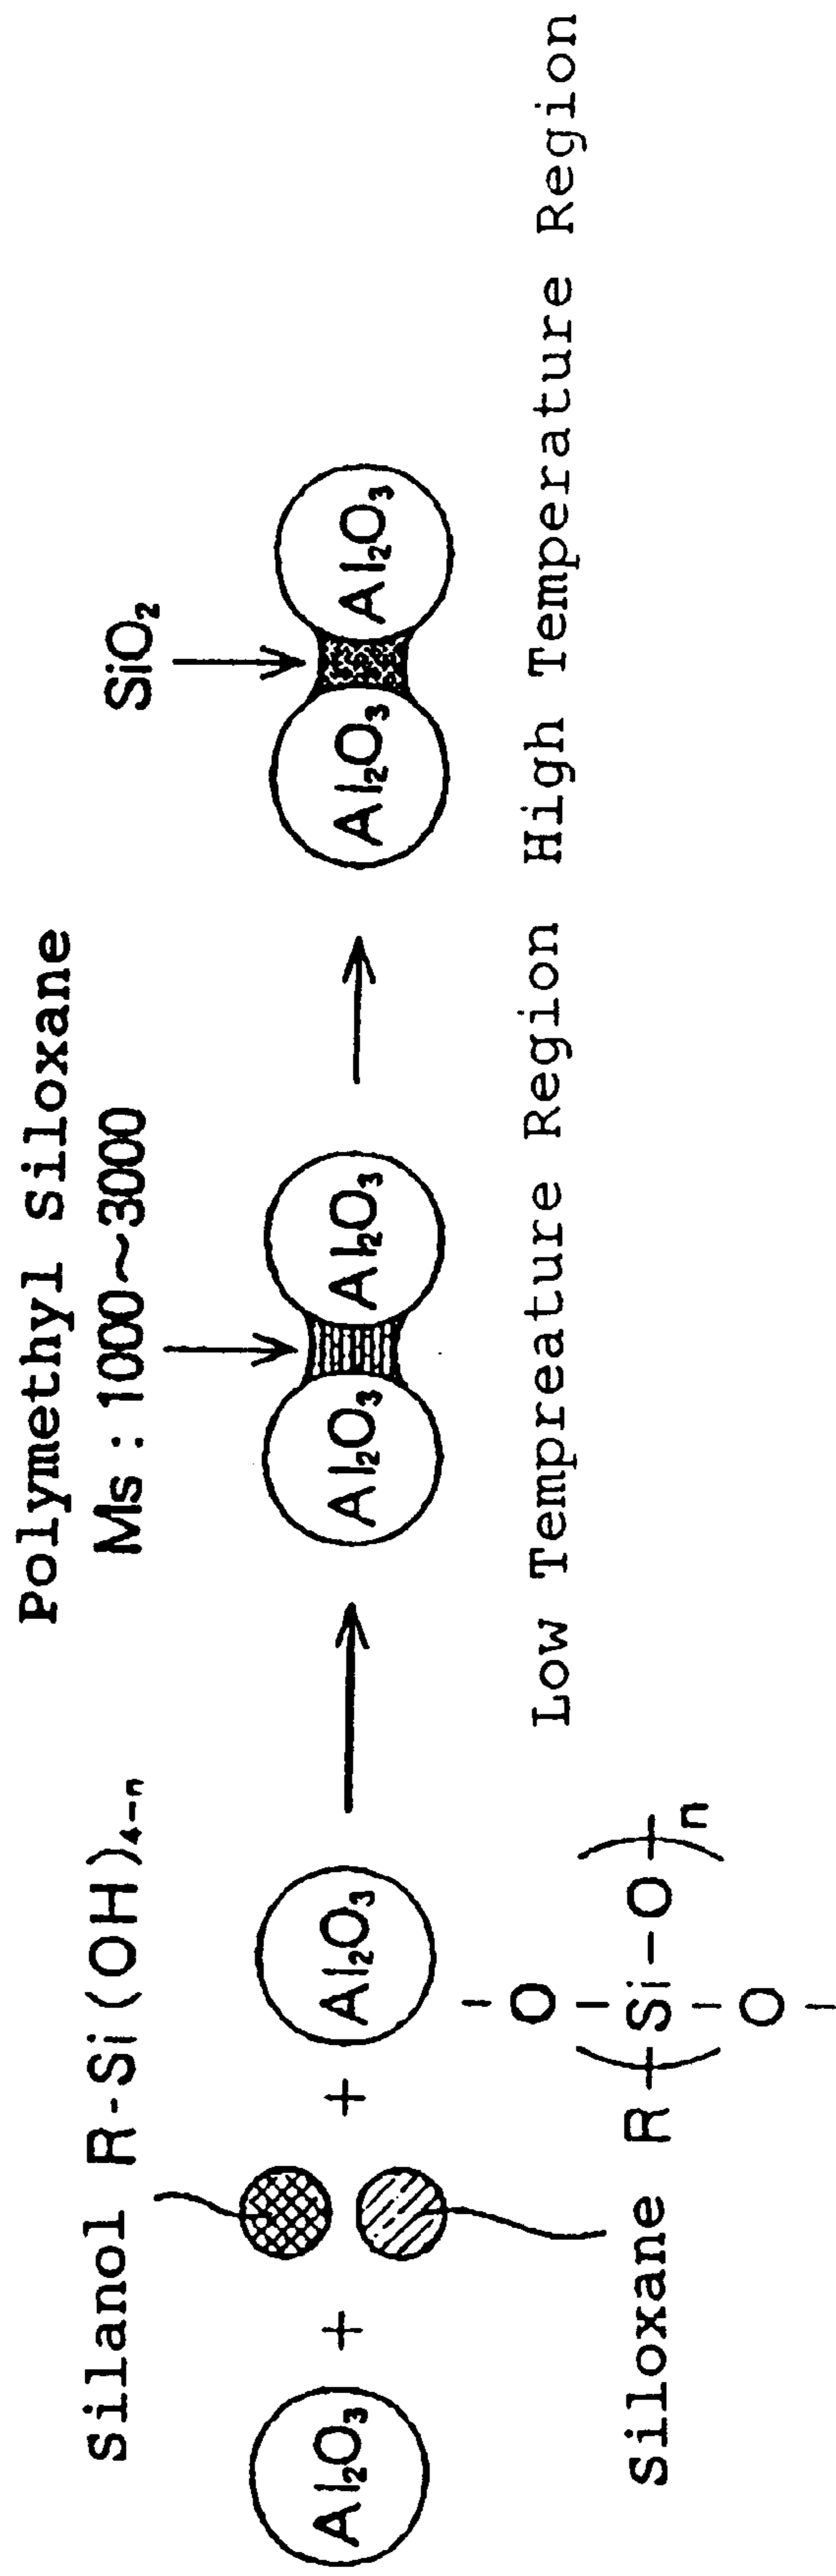 Silanol R-Si(OH)₄₋ₙ
Al₂O₃ + + Al₂O₃
Siloxane R—(Si—O)—n
O
O
Polymethyl Siloxane
Ms : 1000~3000
Al₂O₃ Al₂O₃
Low Tempreature Region
SiO₂
Al₂O₃ Al₂O₃
High Temperature Region